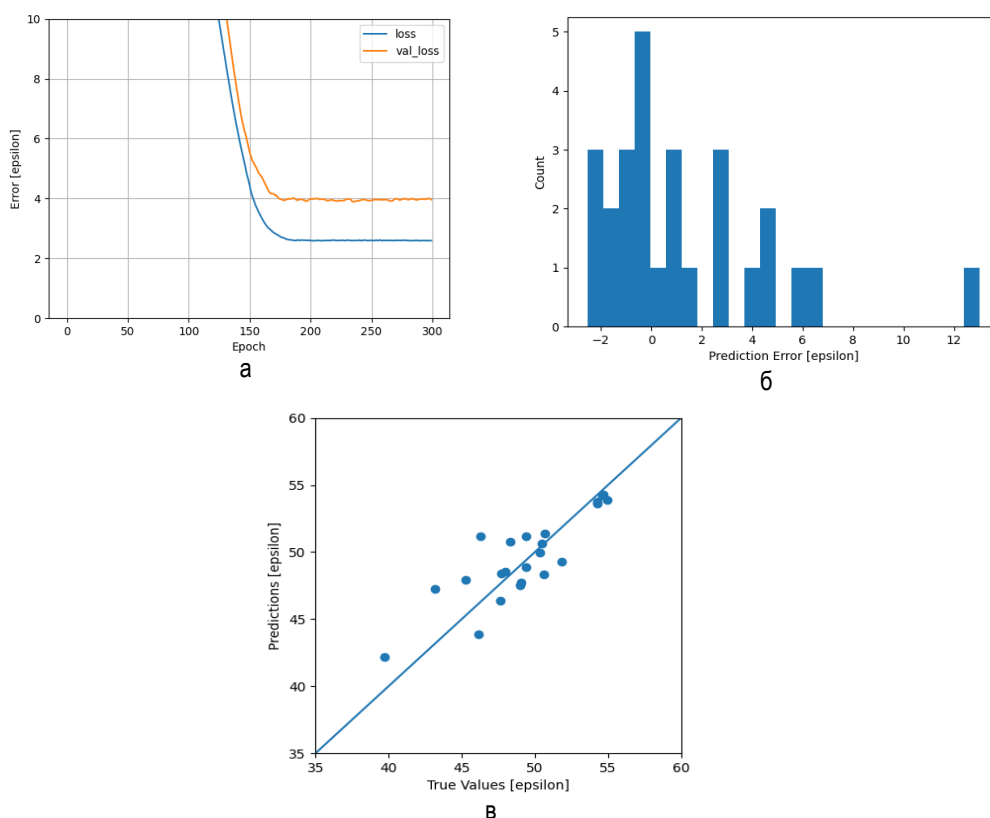 10
8
6
4
2
0
Error [epsilon]
loss
val_loss
0 50 100 150 200 250 300
Epoch
а
5
4
3
2
1
0
Count
−2 0 2 4 6 8 10 12
Prediction Error [epsilon]
б
60
55
50
45
40
35
Predictions [epsilon]
35 40 45 50 55 60
True Values [epsilon]
в